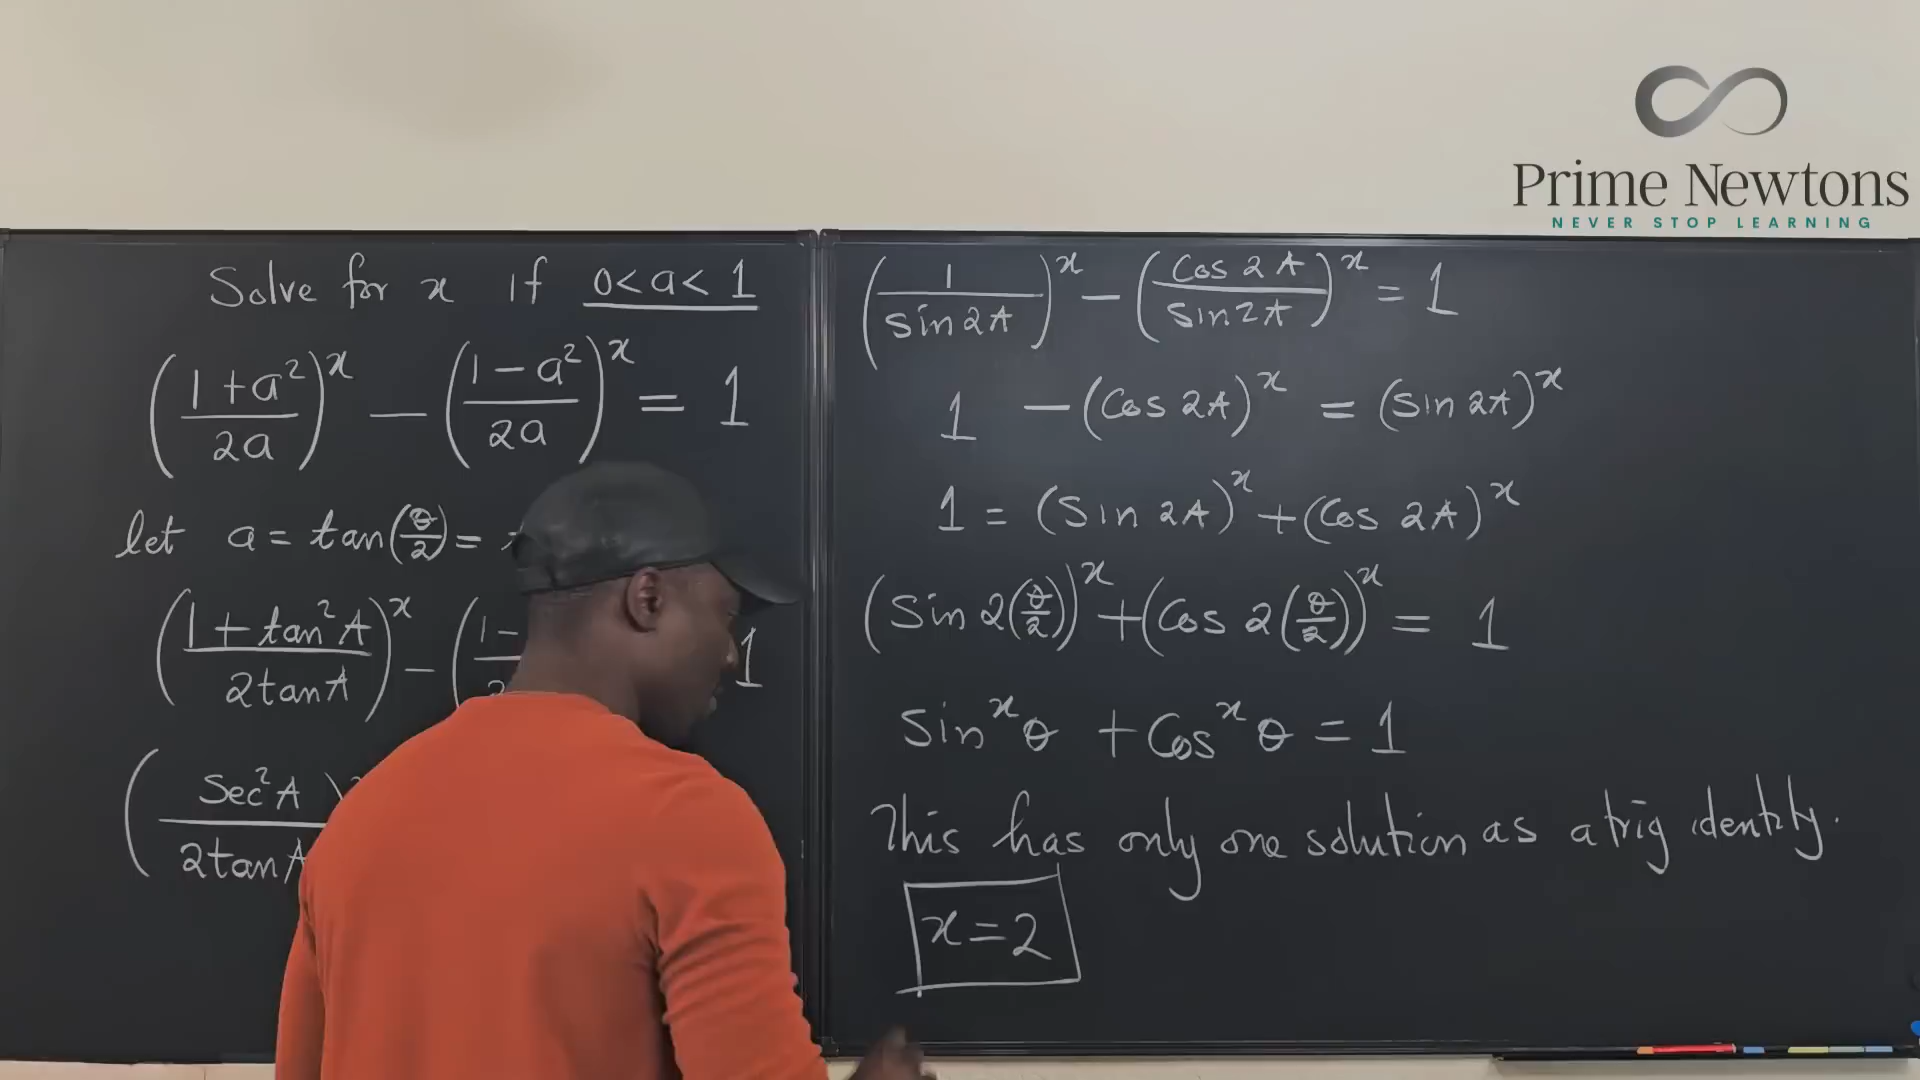 Prime Newtons
NEVER STOP LEARNING
Solve for x if 0<a<1
((1+a²)/(2a))^x − ((1−a²)/(2a))^x = 1
let a = tan(θ/2) =
((1+tan²A)/(2tanA))^x − (1− 1
(sec²A/(2tanA
(1/(sin2A))^x − ((Cos2A)/(sin2A))^x = 1
1 − (Cos 2A)^x = (sin 2A)^x
1 = (Sin 2A)^x + (Cos 2A)^x
(Sin 2(θ/2))^x + (Cos 2(θ/2))^x = 1
Sin^x θ + Cos^x θ = 1
This has only one solution as a trig identity.
x=2